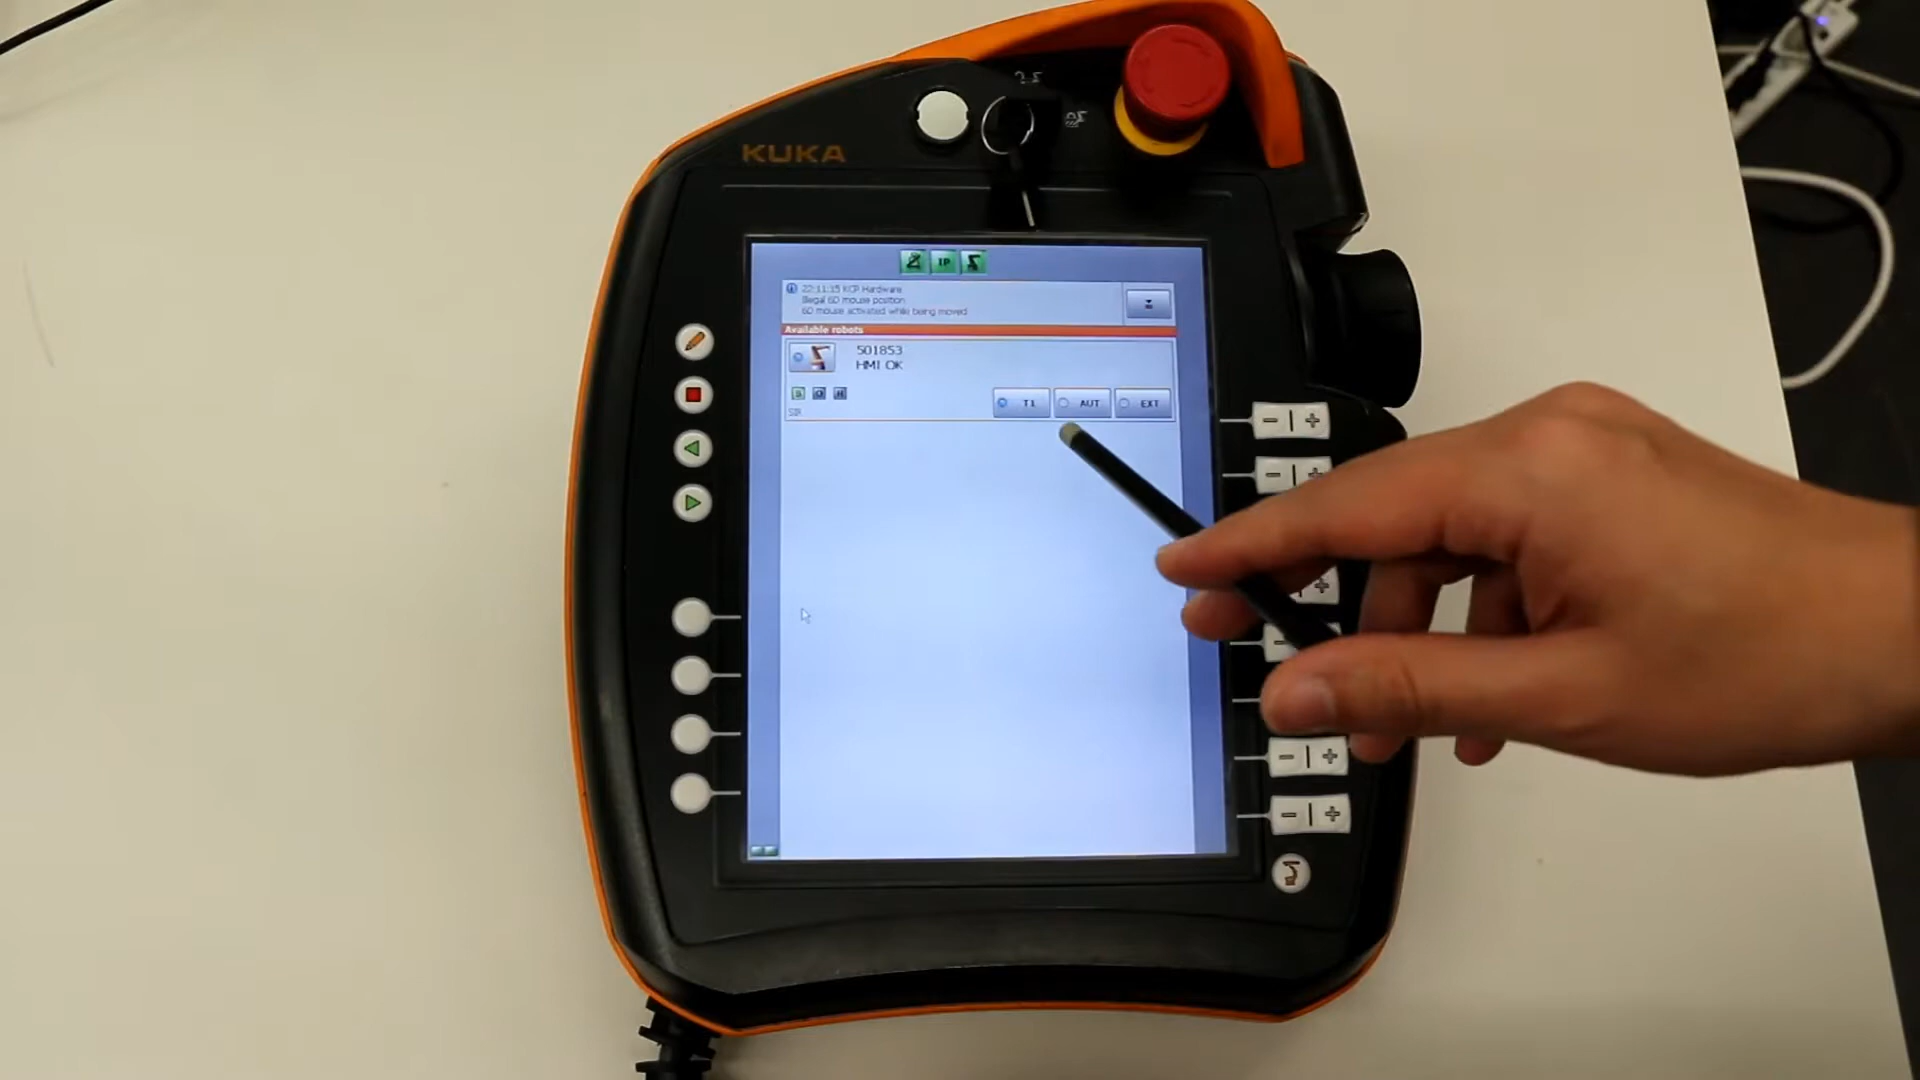 KUKA
IP
22:11:15 KCP Hardware
Illegal 6D mouse position
6D mouse activated while being moved
Available robots
501853
HMI OK
S O H
T1 AUT EXT